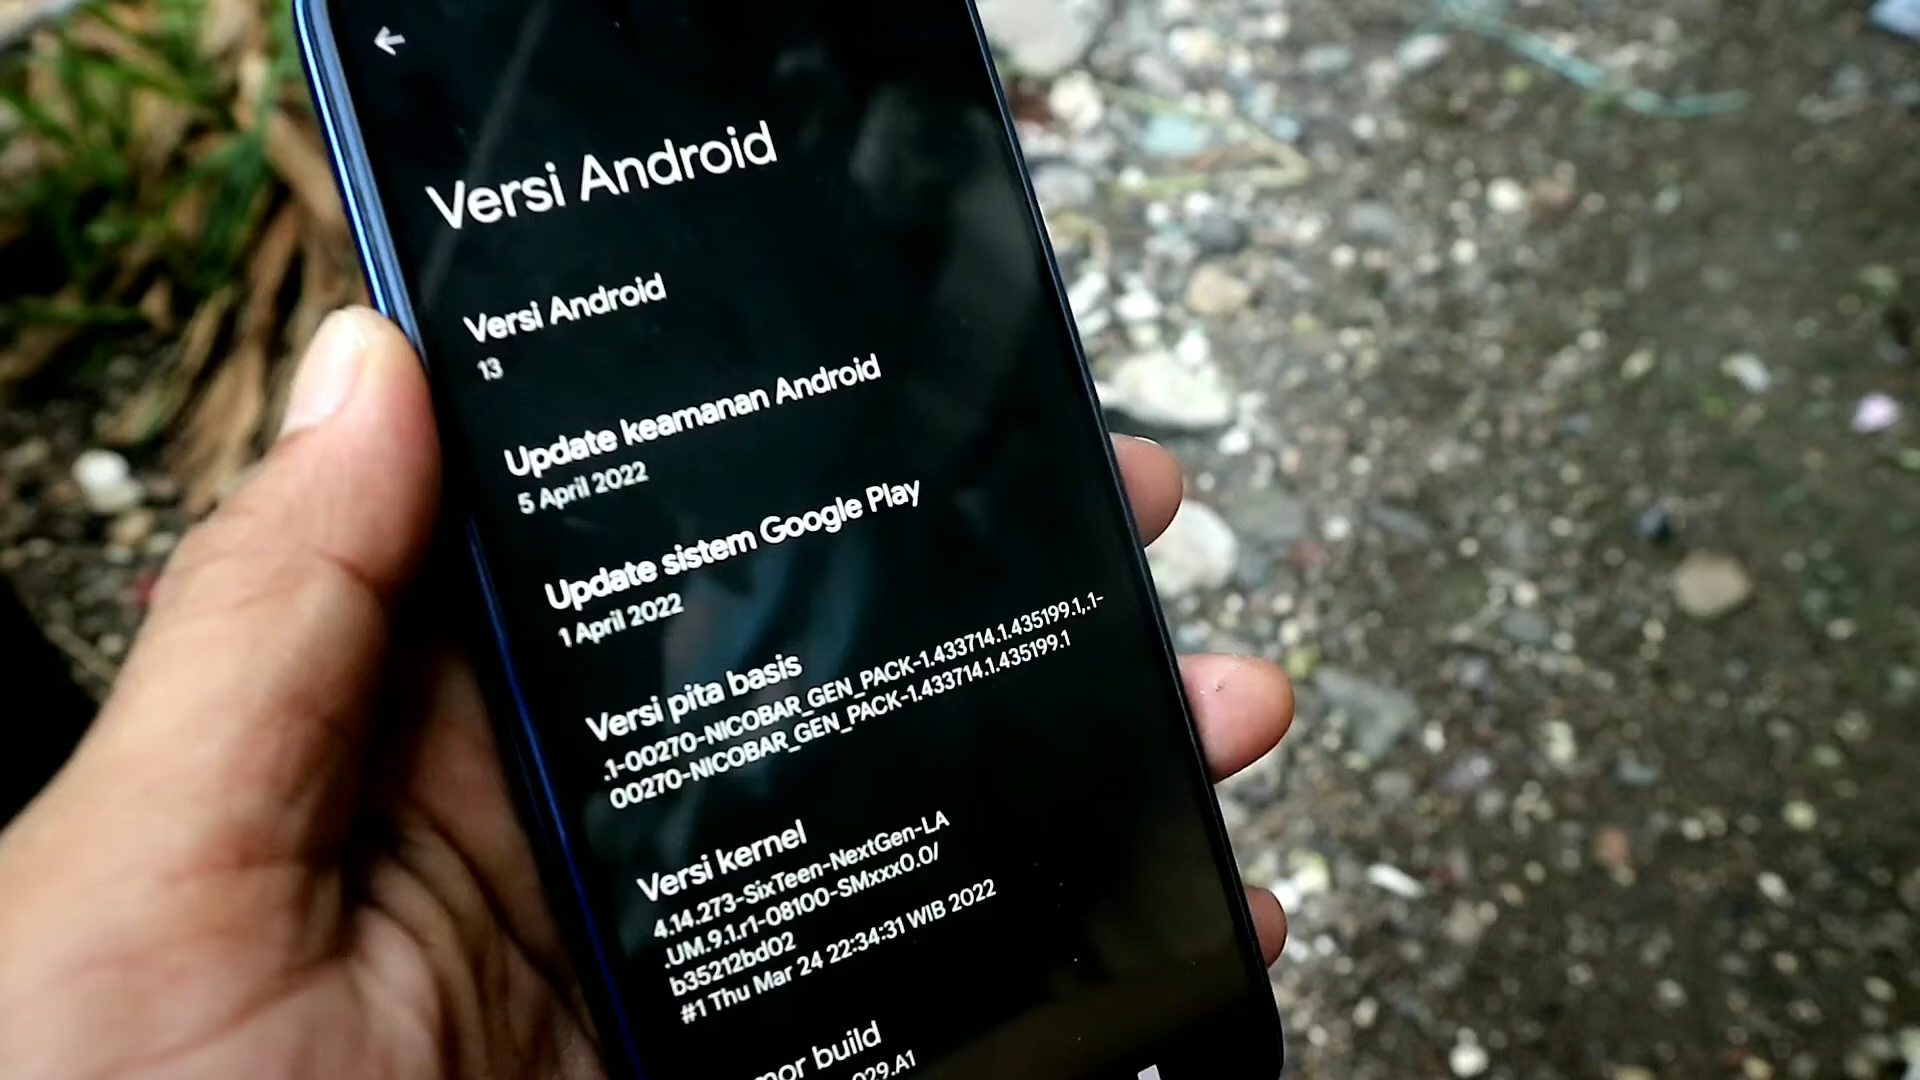 Versi Android
Versi Android
13
Update keamanan Android
5 April 2022
Update sistem Google Play
1 April 2022
Versi pita basis
.1-00270-NICOBAR_GEN_PACK-1.433714.1.435199.1,.1-
00270-NICOBAR_GEN_PACK-1.433714.1.435199.1
Versi kernel
4.14.273-SixTeen-NextGen-LA
.UM.9.1.r1-08100-SMxxx0.0/
b35212bd02
#1 Thu Mar 24 22:34:31 WIB 2022
build
029.A1